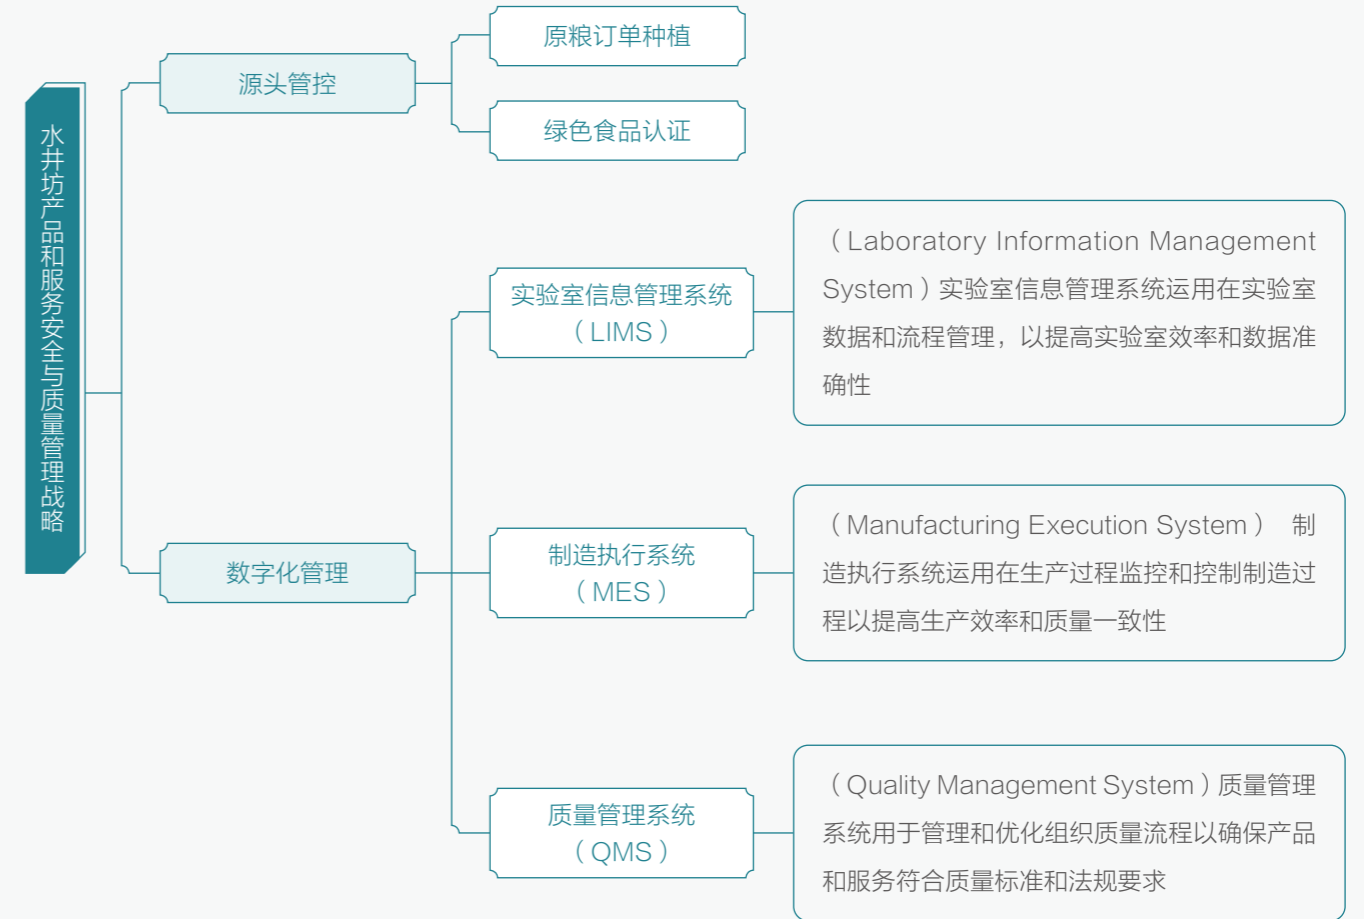 水井坊产品和服务安全与质量管理战略
源头管控
原粮订单种植
绿色食品认证
数字化管理
实验室信息管理系统
（LIMS）
（Laboratory Information Management
System）实验室信息管理系统运用在实验室
数据和流程管理，以提高实验室效率和数据准
确性
制造执行系统
（MES）
（Manufacturing Execution System） 制
造执行系统运用在生产过程监控和控制制造过
程以提高生产效率和质量一致性
质量管理系统
（QMS）
（Quality Management System）质量管理
系统用于管理和优化组织质量流程以确保产品
和服务符合质量标准和法规要求